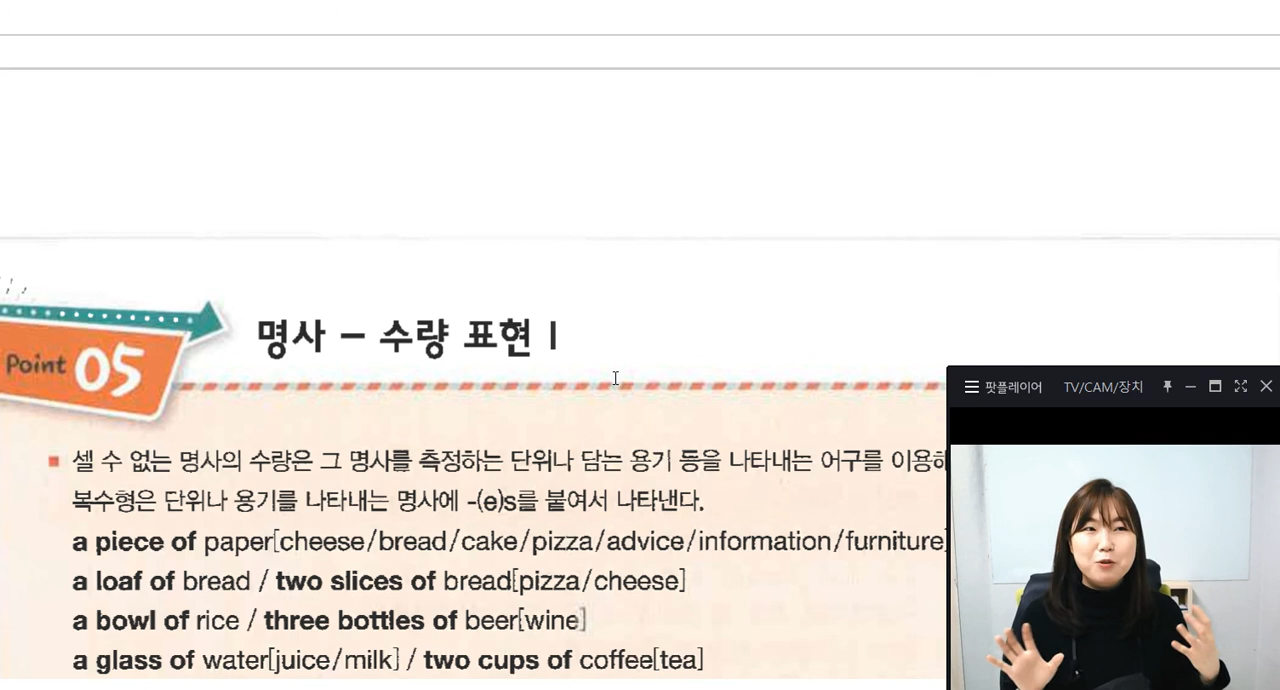 Point 05
명사 – 수량 표현 I
셀 수 없는 명사의 수량은 그 명사를 측정하는 단위나 담는 용기 등을 나타내는 어구를 이용
복수형은 단위나 용기를 나타내는 명사에 -(e)s를 붙여서 나타낸다.
a piece of paper[cheese/bread/cake/pizza/advice/information/furniture]
a loaf of bread / two slices of bread[pizza/cheese]
a bowl of rice / three bottles of beer[wine]
a glass of water[juice/milk] / two cups of coffee[tea]
팟플레이어 TV/CAM/장치